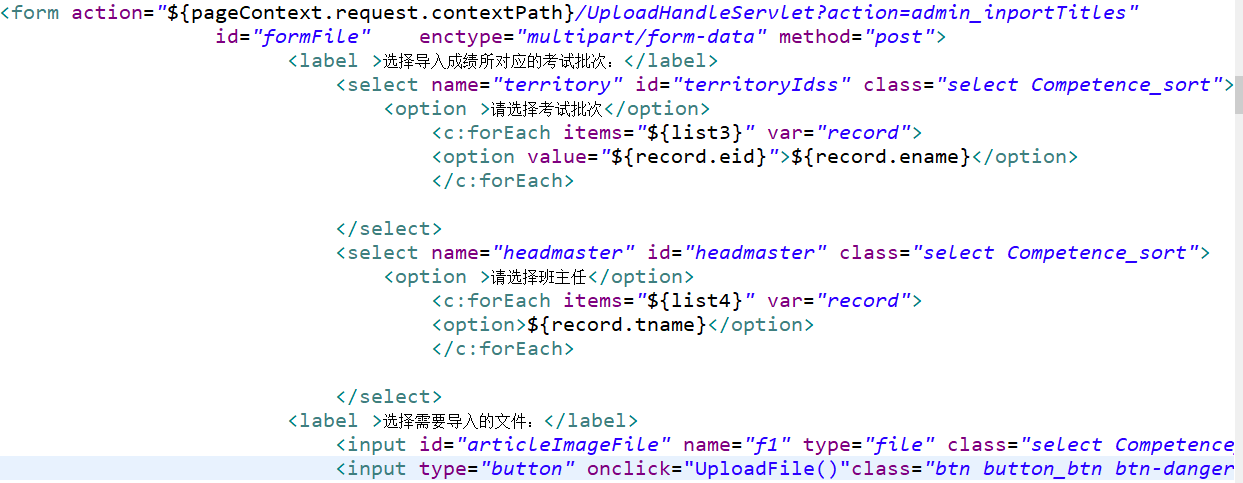 <form action="${pageContext.request.contextPath}/UploadHandleServlet?action=admin_inportTitles"
id="formFile" enctype="multipart/form-data" method="post">
<label >选择导入成绩所对应的考试批次：</label>
<select name="territory" id="territoryIdss" class="select Competence_sort">
<option >请选择考试批次</option>
<c:forEach items="${list3}" var="record">
<option value="${record.eid}">${record.ename}</option>
</c:forEach>
</select>
<select name="headmaster" id="headmaster" class="select Competence_sort">
<option >请选择班主任</option>
<c:forEach items="${list4}" var="record">
<option>${record.tname}</option>
</c:forEach>
</select>
<label >选择需要导入的文件：</label>
<input id="articleImageFile" name="f1" type="file" class="select Competence_
<input type="button" onclick="UploadFile()"class="btn button_btn btn-danger